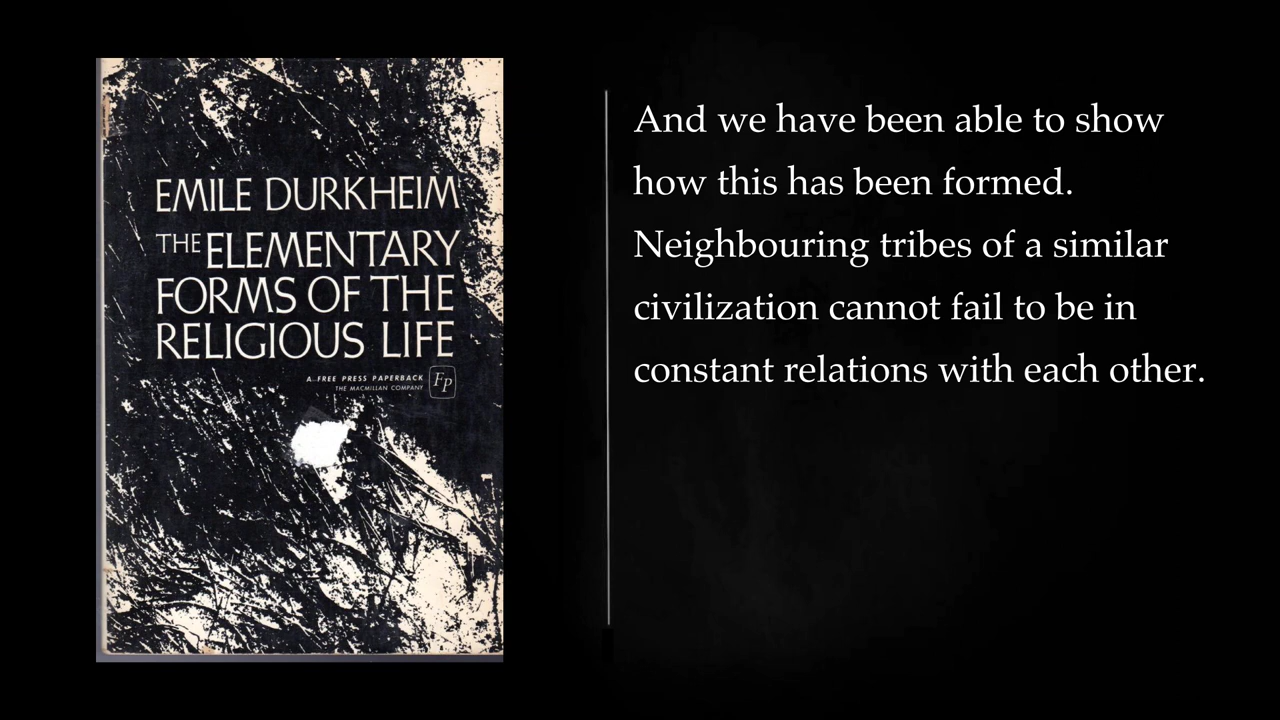 EMILE DURKHEIM
THE ELEMENTARY
FORMS OF THE
RELIGIOUS LIFE
A FREE PRESS PAPERBACK
THE MACMILLAN COMPANY
Fp
And we have been able to show
how this has been formed.
Neighbouring tribes of a similar
civilization cannot fail to be in
constant relations with each other.